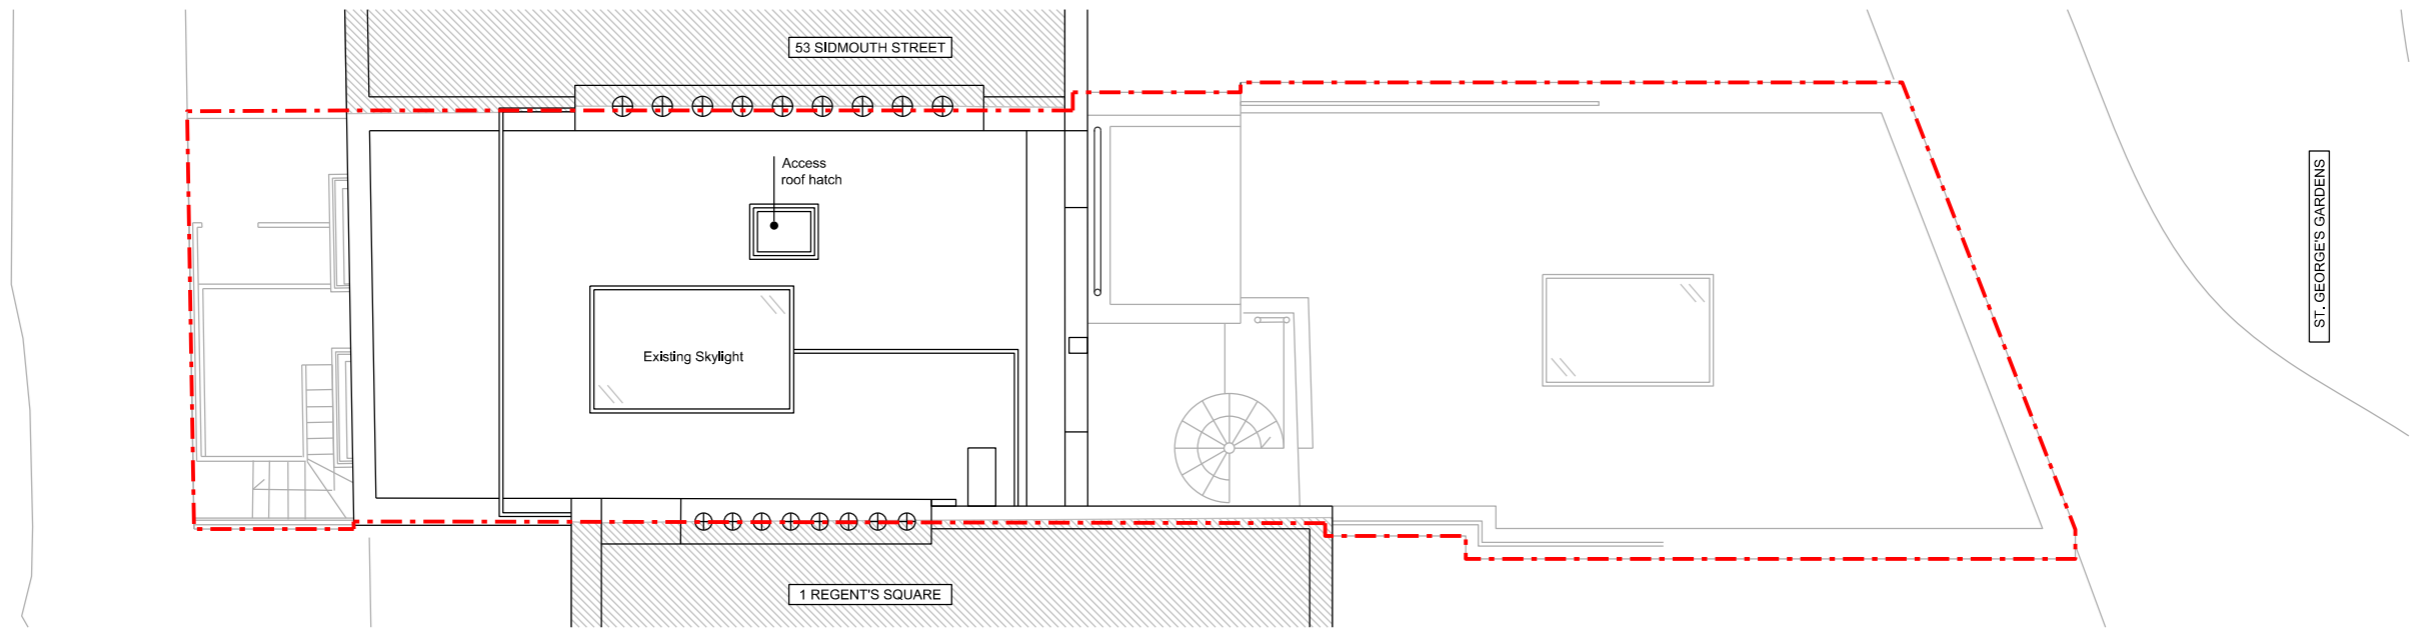 53 SIDMOUTH STREET
Access
roof hatch
Existing Skylight
ST. GEORGE'S GARDENS
1 REGENT'S SQUARE